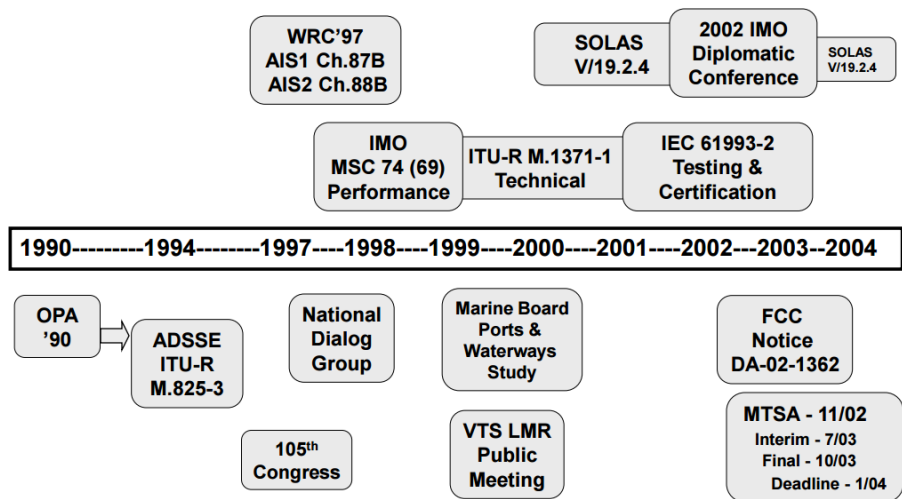 WRC'97
AIS1 Ch.87B
AIS2 Ch.88B
SOLAS
V/19.2.4
2002 IMO
Diplomatic
Conference
SOLAS
V/19.2.4
IMO
MSC 74 (69)
Performance
ITU-R M.1371-1
Technical
IEC 61993-2
Testing &
Certification
1990---------1994--------1997----1998----1999----2000----2001----2002---2003--2004
OPA
'90
ADSSE
ITU-R
M.825-3
National
Dialog
Group
Marine Board
Ports &
Waterways
Study
FCC
Notice
DA-02-1362
105th
Congress
VTS LMR
Public
Meeting
MTSA - 11/02
Interim - 7/03
Final - 10/03
Deadline - 1/04